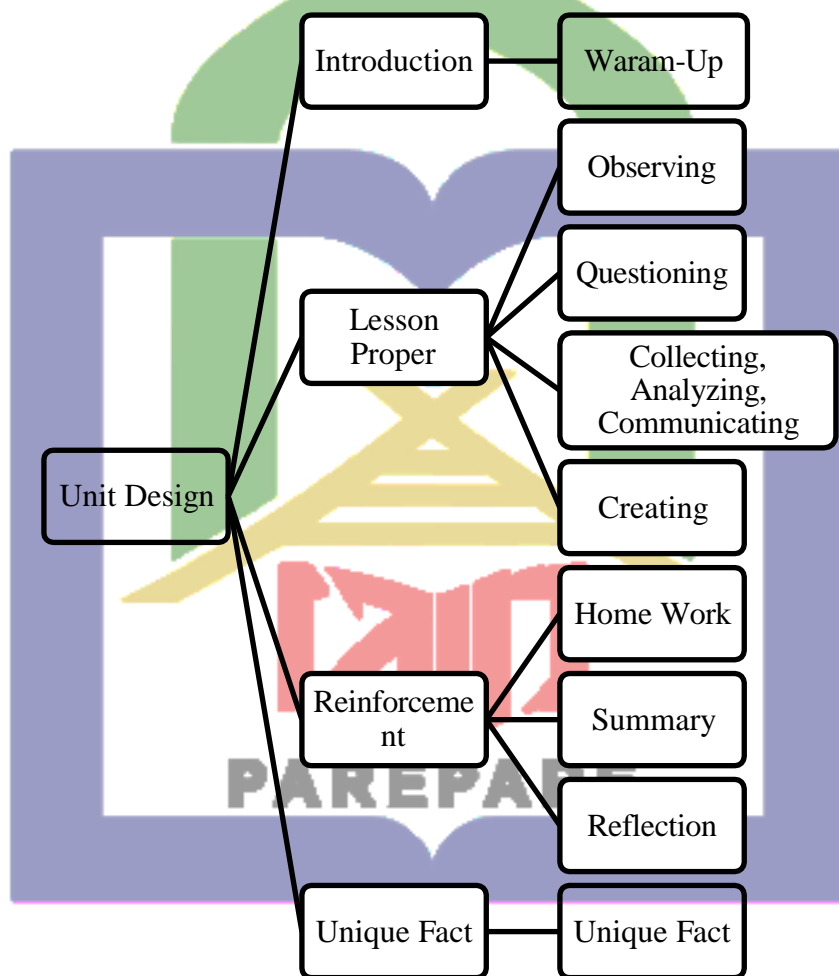 Introduction
Waram-Up
Observing
Questioning
Lesson
Proper
Collecting,
Analyzing,
Communicating
Creating
Unit Design
Home Work
Reinforceme
nt
Summary
PAREPARE
Reflection
Unique Fact
Unique Fact